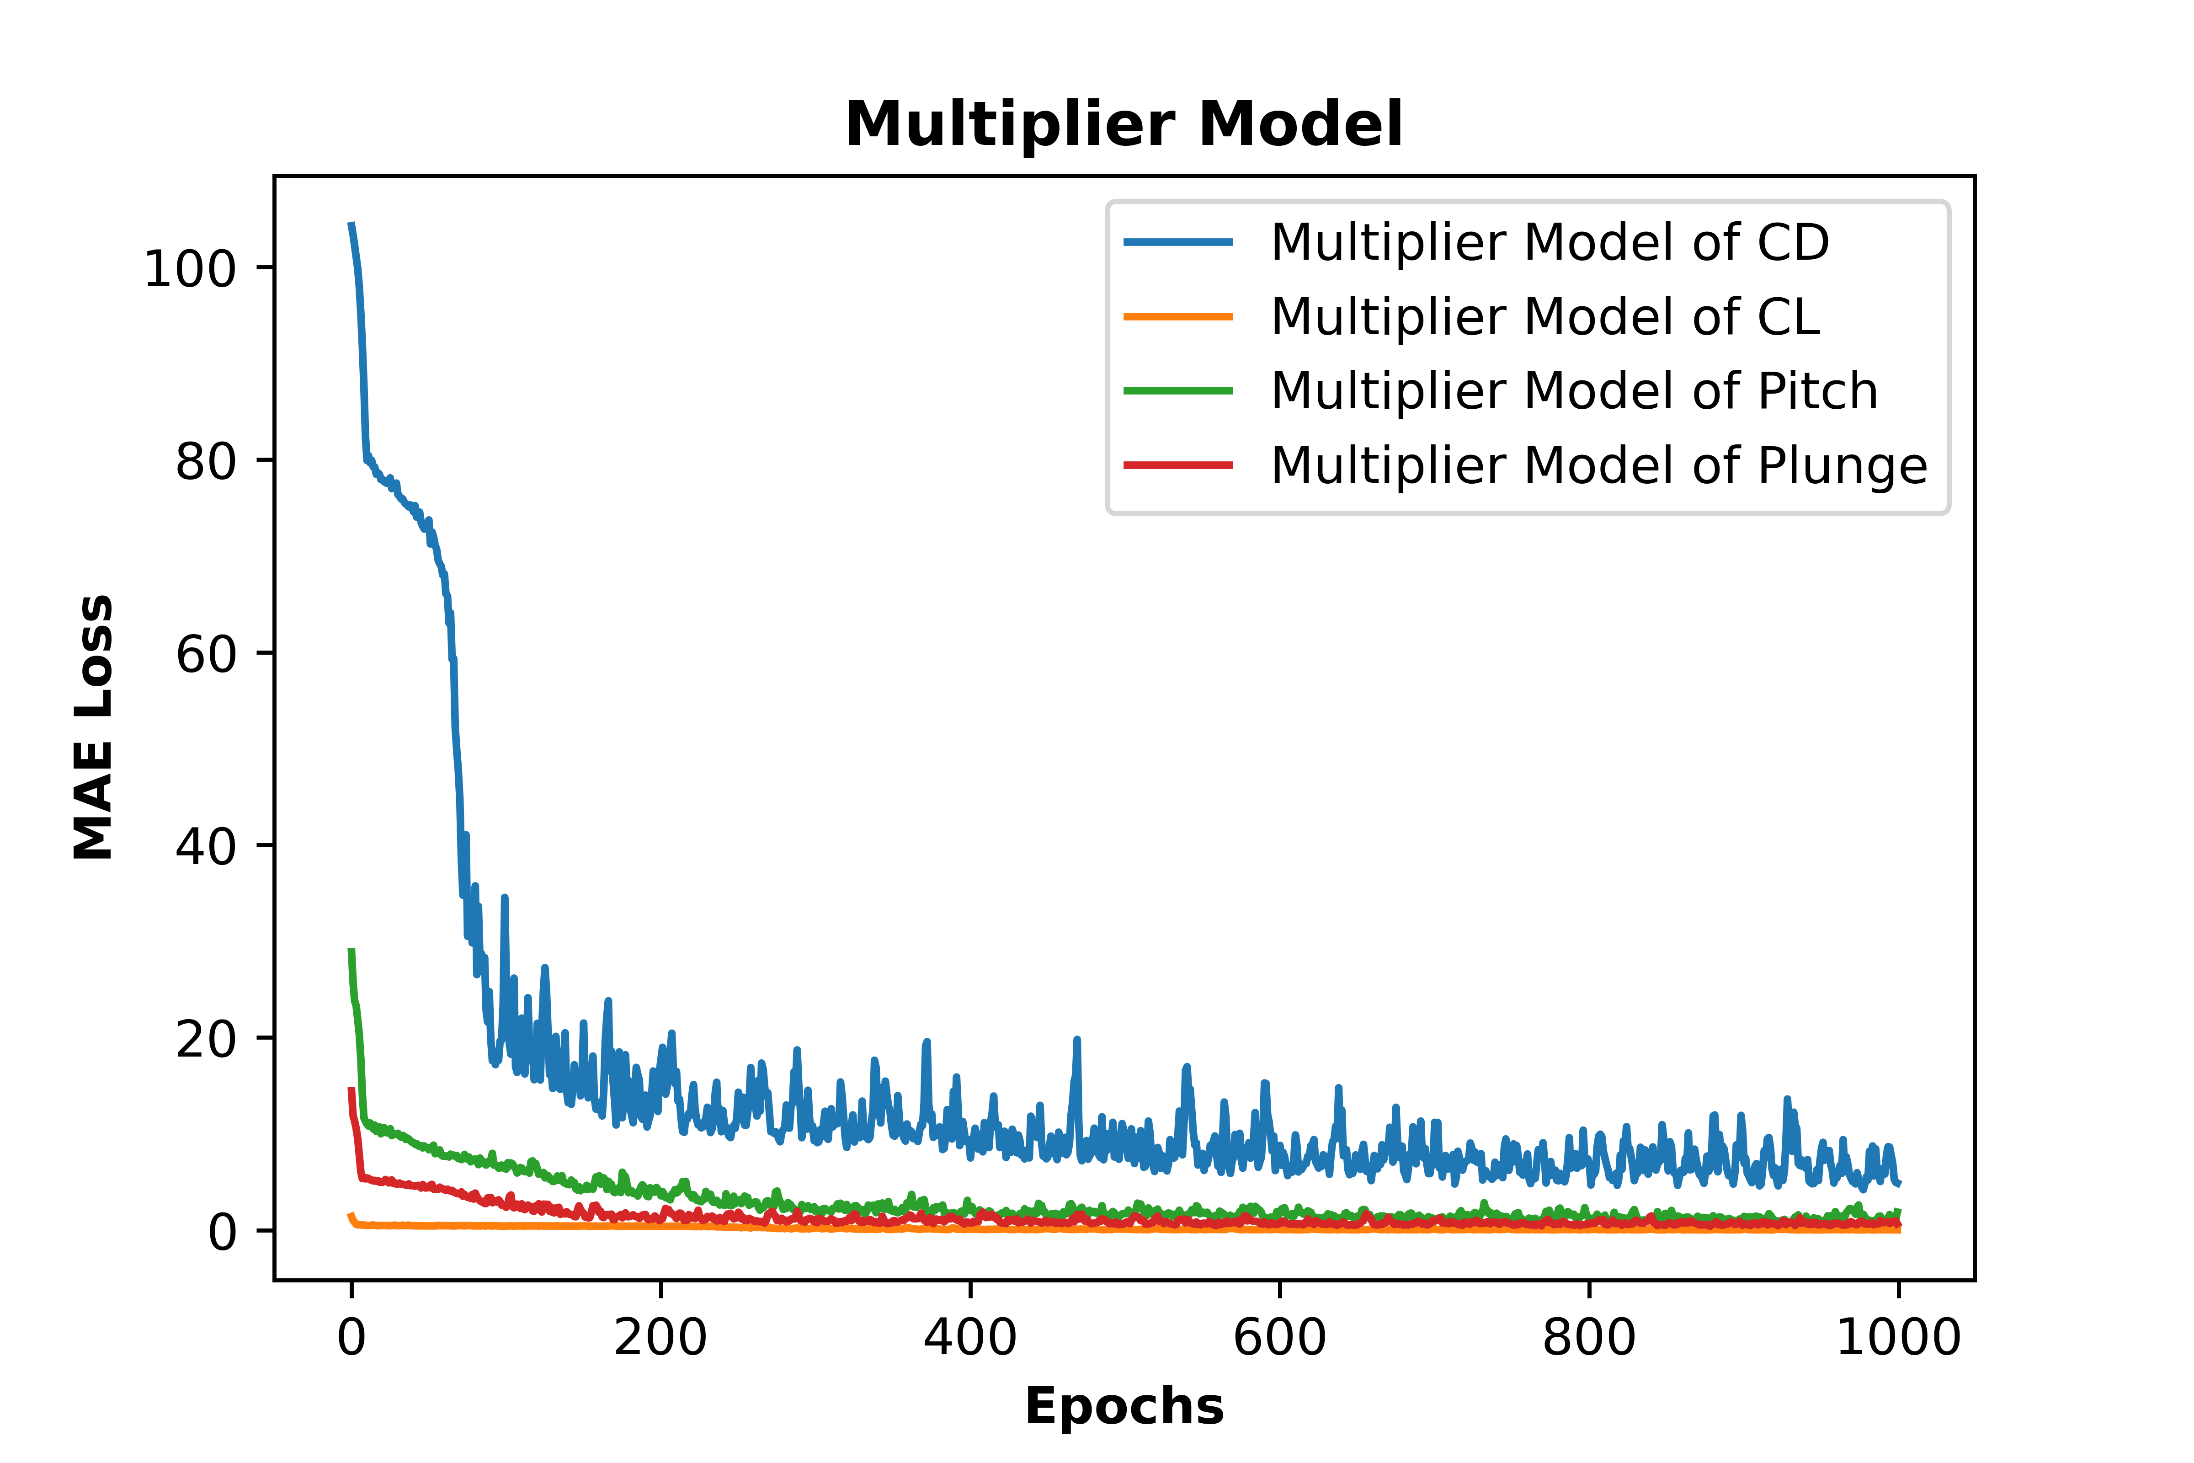 Multiplier Model
Multiplier Model of CD
Multiplier Model of CL
Multiplier Model of Pitch
Multiplier Model of Plunge
MAE Loss
100
80
60
40
20
0
0 200 400 600 800 1000
Epochs